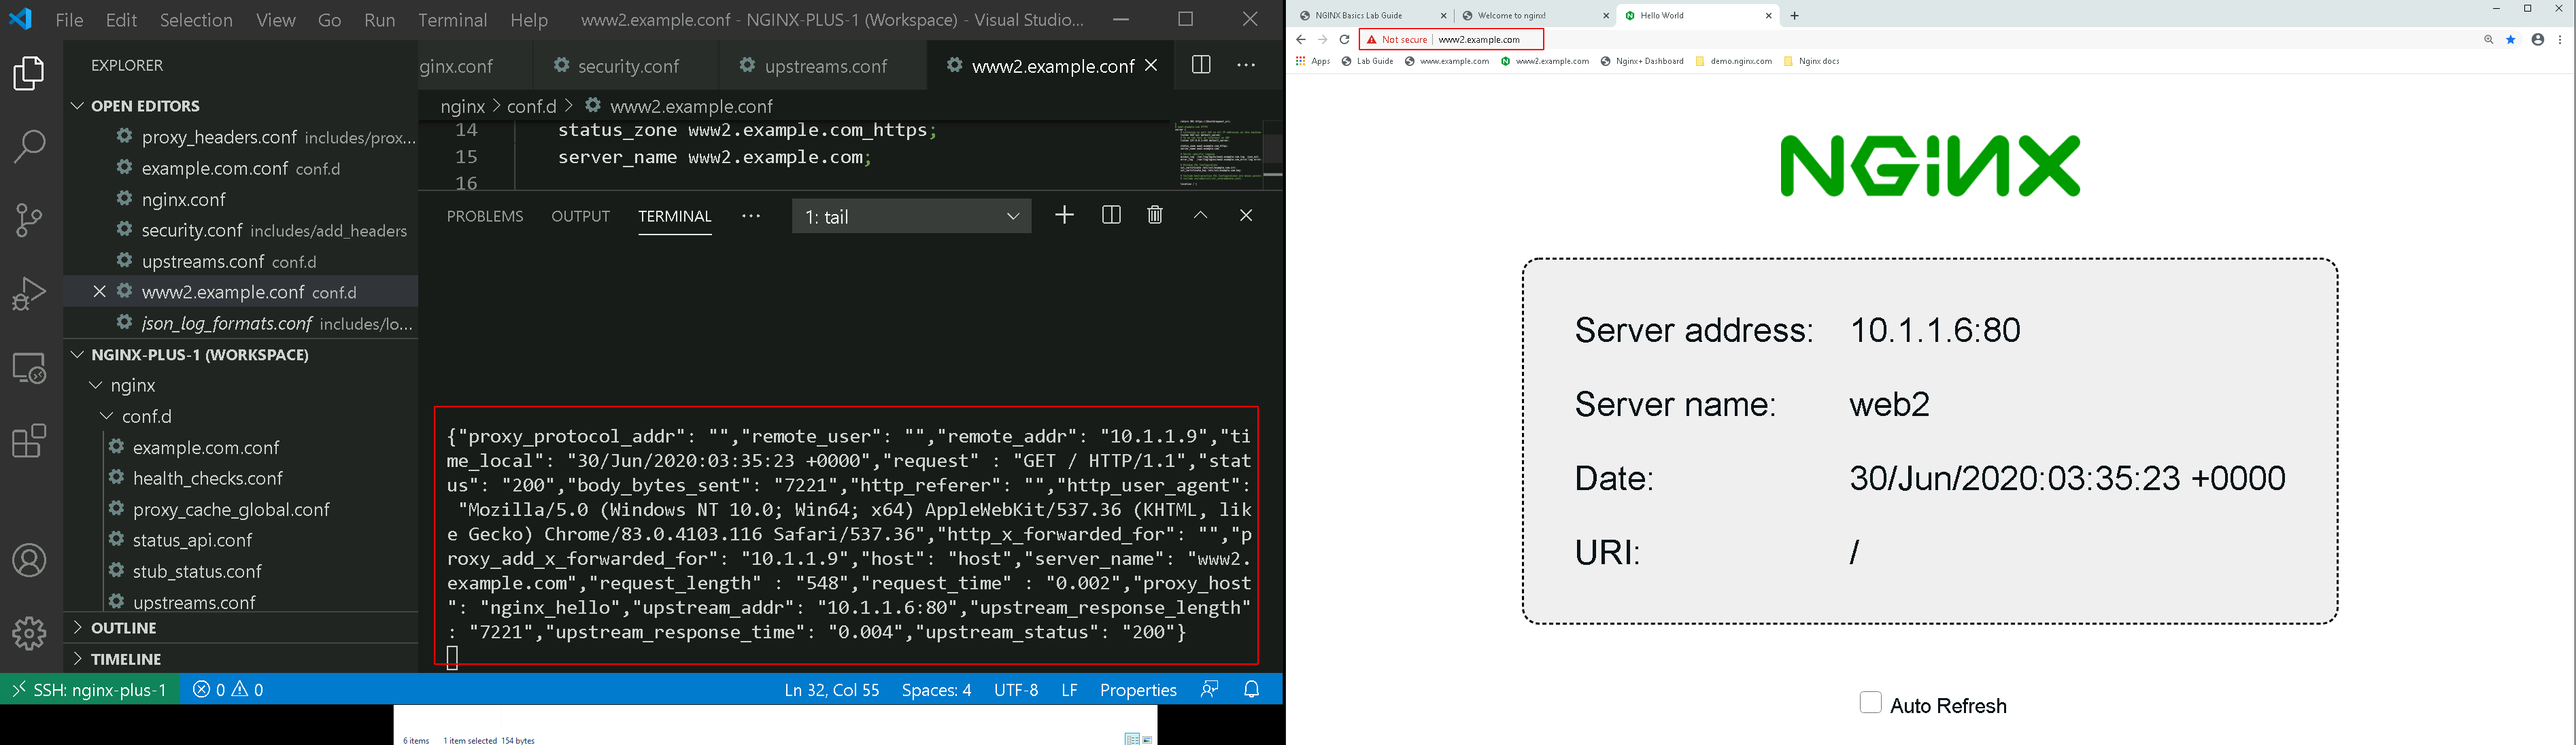 File Edit Selection View Go Run Terminal Help www2.example.conf - NGINX-PLUS-1 (Workspace) - Visual Studio...
EXPLORER
OPEN EDITORS
proxy_headers.conf includes/prox...
example.com.conf conf.d
nginx.conf
security.conf includes/add_headers
upstreams.conf conf.d
www2.example.conf conf.d
json_log_formats.conf includes/lo...
NGINX-PLUS-1 (WORKSPACE)
nginx
conf.d
example.com.conf
health_checks.conf
proxy_cache_global.conf
status_api.conf
stub_status.conf
upstreams.conf
OUTLINE
TIMELINE
ginx.conf security.conf upstreams.conf www2.example.conf
nginx > conf.d > www2.example.conf
14 status_zone www2.example.com_https;
15 server_name www2.example.com;
16
PROBLEMS OUTPUT TERMINAL ... 1: tail
{"proxy_protocol_addr": "","remote_user": "","remote_addr": "10.1.1.9","ti
me_local": "30/Jun/2020:03:35:23 +0000","request" : "GET / HTTP/1.1","stat
us": "200","body_bytes_sent": "7221","http_referer": "","http_user_agent":
"Mozilla/5.0 (Windows NT 10.0; Win64; x64) AppleWebKit/537.36 (KHTML, lik
e Gecko) Chrome/83.0.4103.116 Safari/537.36","http_x_forwarded_for": "","p
roxy_add_x_forwarded_for": "10.1.1.9","host": "host","server_name": "www2.
example.com","request_length" : "548","request_time" : "0.002","proxy_host
": "nginx_hello","upstream_addr": "10.1.1.6:80","upstream_response_length"
: "7221","upstream_response_time": "0.004","upstream_status": "200"}
SSH: nginx-plus-1 0 0 Ln 32, Col 55 Spaces: 4 UTF-8 LF Properties
6 items 1 item selected 154 bytes
NGINX Basics Lab Guide Welcome to nginx! Hello World
Not secure | www2.example.com
Apps Lab Guide www.example.com www2.example.com Nginx+ Dashboard demo.nginx.com Nginx docs
NGINX
Server address: 10.1.1.6:80
Server name: web2
Date: 30/Jun/2020:03:35:23 +0000
URI: /
Auto Refresh